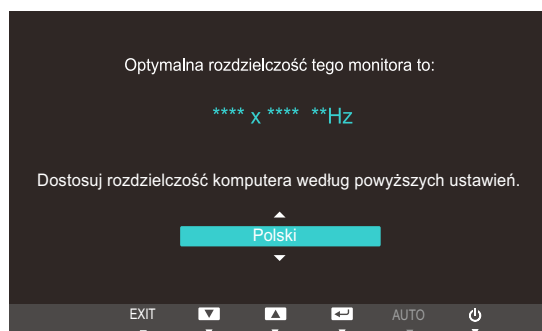 Optymalna rozdzielczość tego monitora to:
**** x **** **Hz
Dostosuj rozdzielczość komputera według powyższych ustawień.
Polski
EXIT AUTO